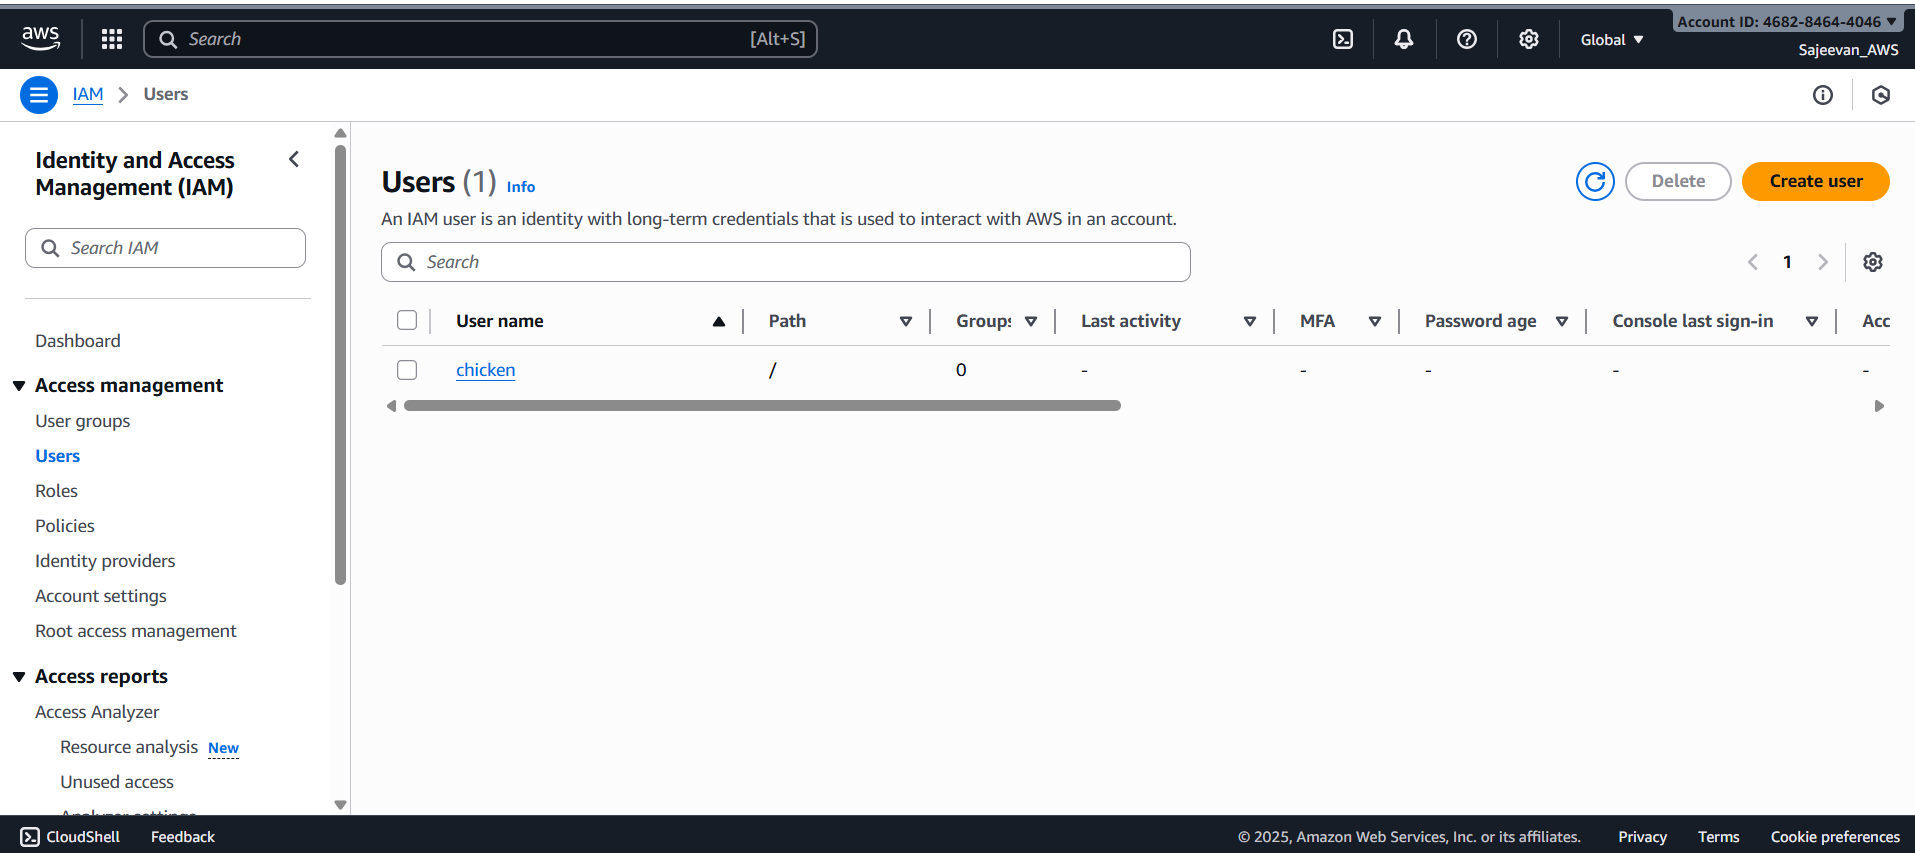 aws
Search [Alt+S]
Global
Account ID: 4682-8464-4046
Sajeevan_AWS
IAM > Users
Identity and Access Management (IAM)
Search IAM
Dashboard
Access management
User groups
Users
Roles
Policies
Identity providers
Account settings
Root access management
Access reports
Access Analyzer
Resource analysis New
Unused access
Analyzer settings
Users (1) Info
Delete
Create user
An IAM user is an identity with long-term credentials that is used to interact with AWS in an account.
Search
1
User name Path Groups Last activity MFA Password age Console last sign-in Acc
chicken / 0 - - - - -
CloudShell Feedback
© 2025, Amazon Web Services, Inc. or its affiliates. Privacy Terms Cookie preferences